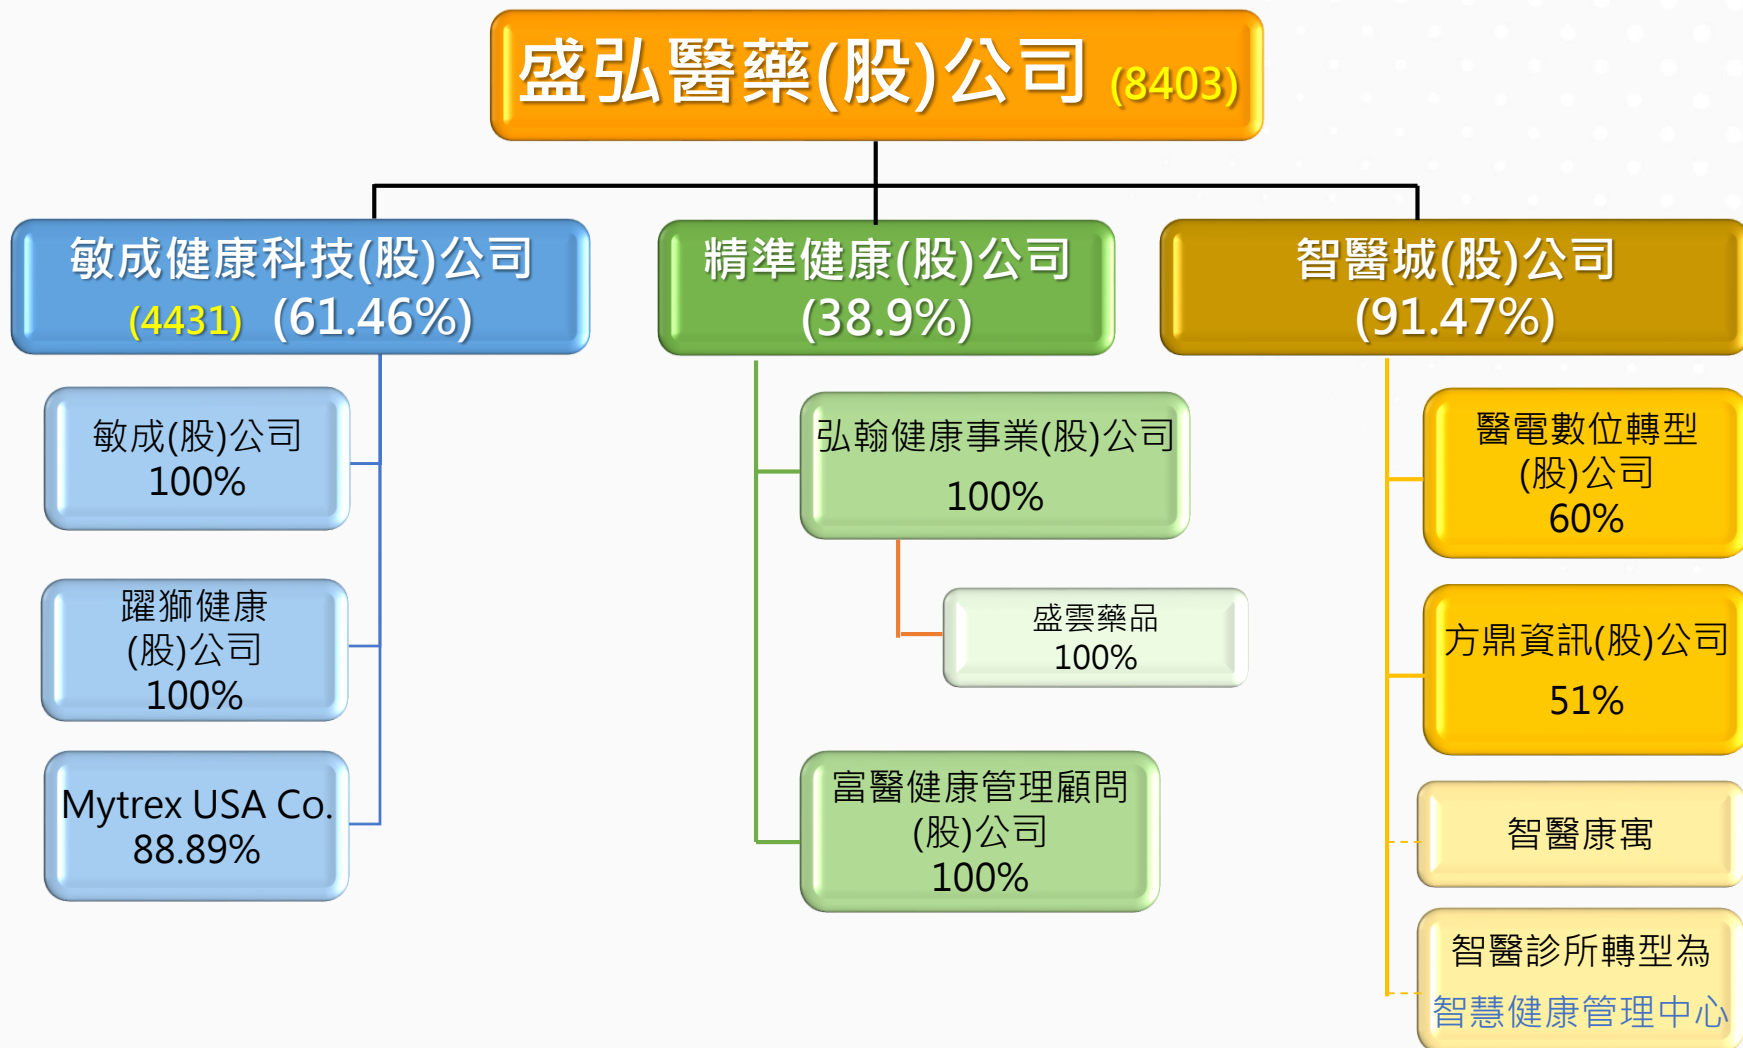 盛弘醫藥(股)公司 (8403)
敏成健康科技(股)公司
(4431) (61.46%)
敏成(股)公司
100%
躍獅健康
(股)公司
100%
Mytrex USA Co.
88.89%
精準健康(股)公司
(38.9%)
弘翰健康事業(股)公司
100%
盛雲藥品
100%
富醫健康管理顧問
(股)公司
100%
智醫城(股)公司
(91.47%)
醫電數位轉型
(股)公司
60%
方鼎資訊(股)公司
51%
智醫康寓
智醫診所轉型為
智慧健康管理中心